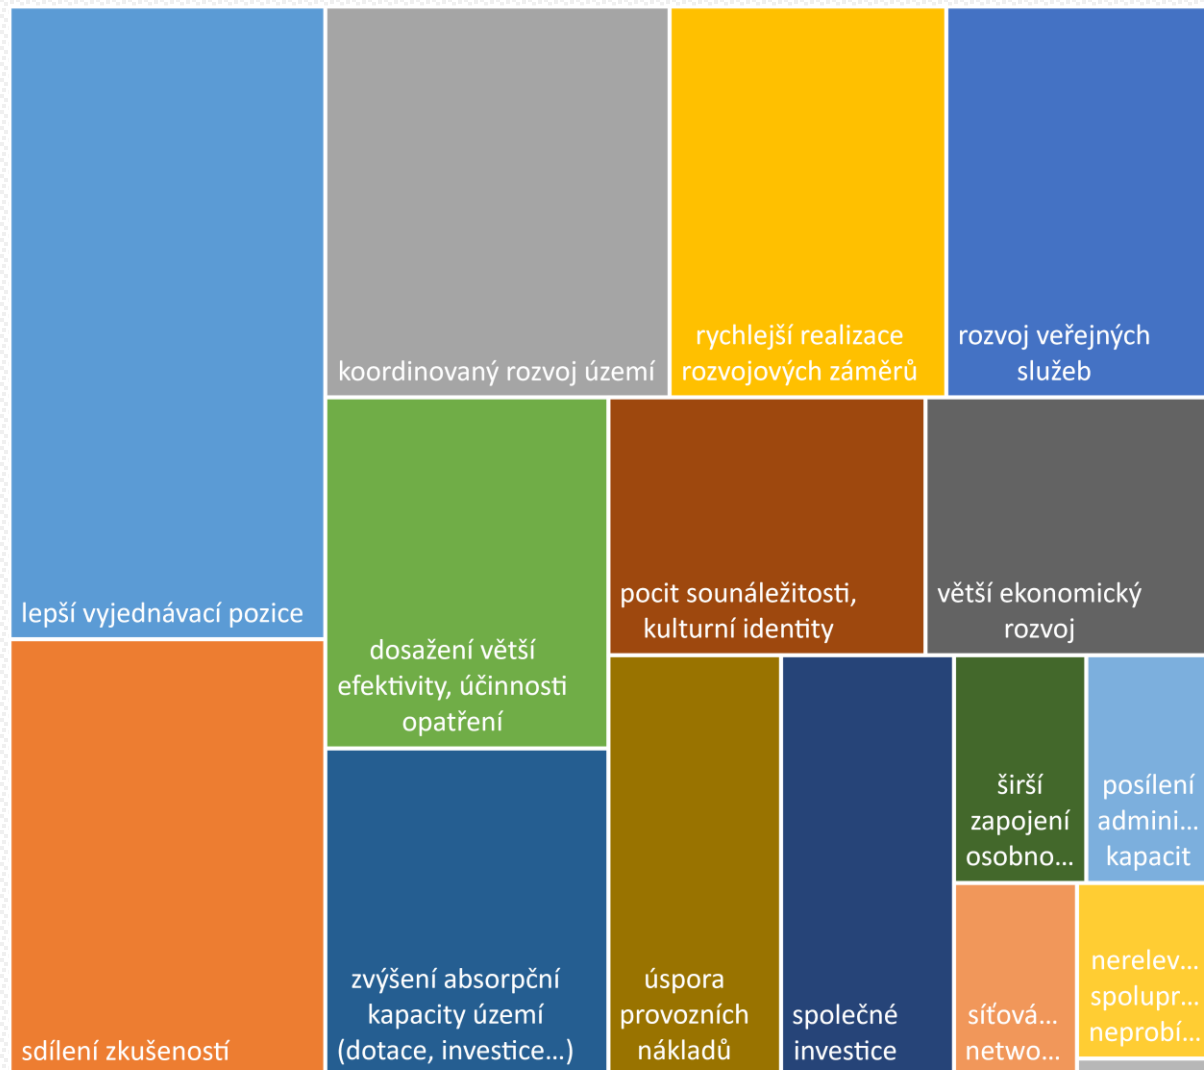 lepší vyjednávací pozice
sdílení zkušeností
koordinovaný rozvoj území
rychlejší realizace
rozvojových záměrů
rozvoj veřejných
služeb
dosažení větší
efektivity, účinnosti
opatření
zvýšení absorpční
kapacity území
(dotace, investice...)
pocit sounáležitosti,
kulturní identity
větší ekonomický
rozvoj
úspora
provozních
nákladů
společné
investice
širší
zapojení
osobno...
posílení
admini...
kapacit
síťová...
netwo...
nerelev...
spolupr...
neprobí...